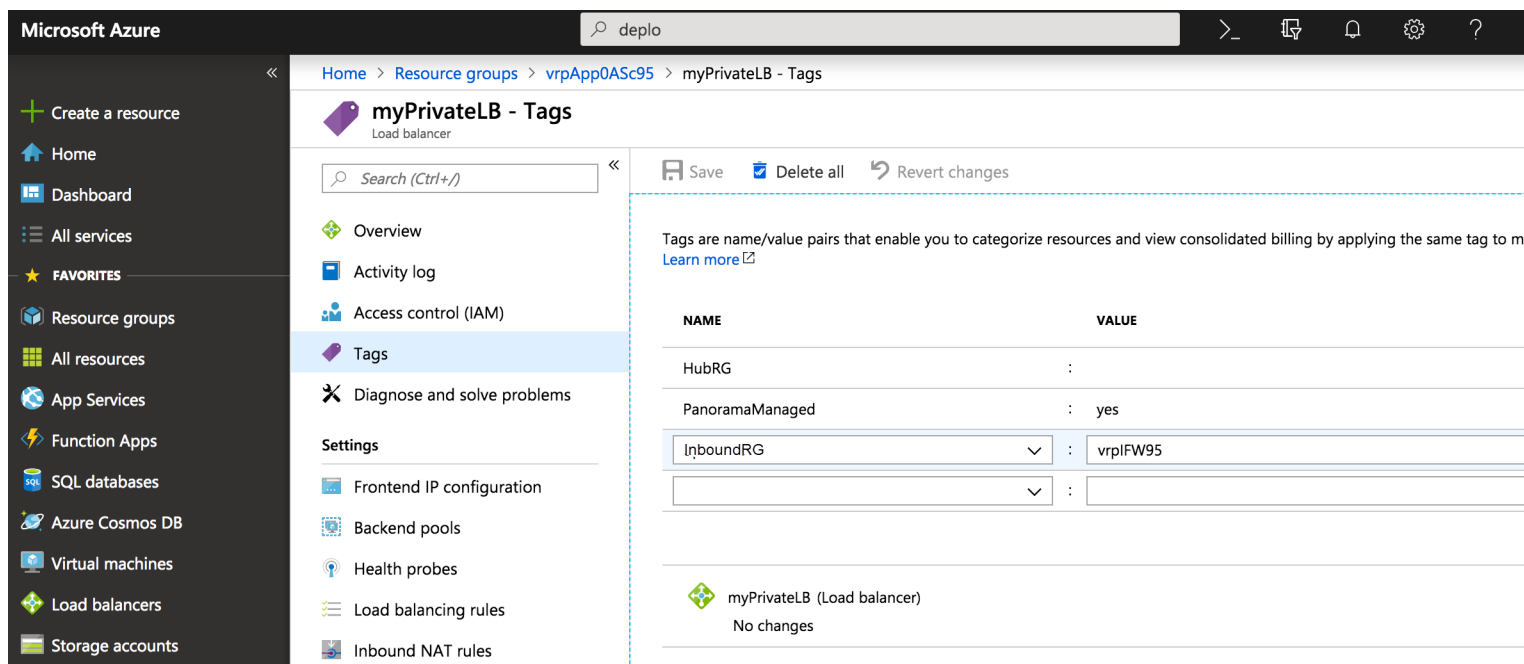 Microsoft Azure
deplo
Create a resource
Home
Dashboard
All services
FAVORITES
Resource groups
All resources
App Services
Function Apps
SQL databases
Azure Cosmos DB
Virtual machines
Load balancers
Storage accounts
Home > Resource groups > vrpApp0ASc95 > myPrivateLB - Tags
myPrivateLB - Tags
Load balancer
Search (Ctrl+/)
Overview
Activity log
Access control (IAM)
Tags
Diagnose and solve problems
Settings
Frontend IP configuration
Backend pools
Health probes
Load balancing rules
Inbound NAT rules
Save Delete all Revert changes
Tags are name/value pairs that enable you to categorize resources and view consolidated billing by applying the same tag to m
Learn more
NAME VALUE
HubRG :
PanoramaManaged : yes
InboundRG : vrpIFW95
:
myPrivateLB (Load balancer)
No changes